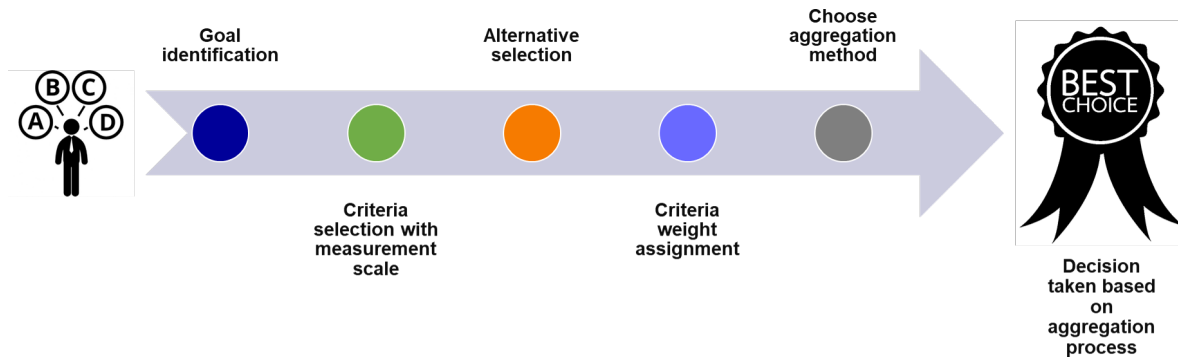 B
C
A
D
Goal
identification
Criteria
selection with
measurement
scale
Alternative
selection
Criteria
weight
assignment
Choose
aggregation
method
BEST
CHOICE
Decision
taken based
on
aggregation
process